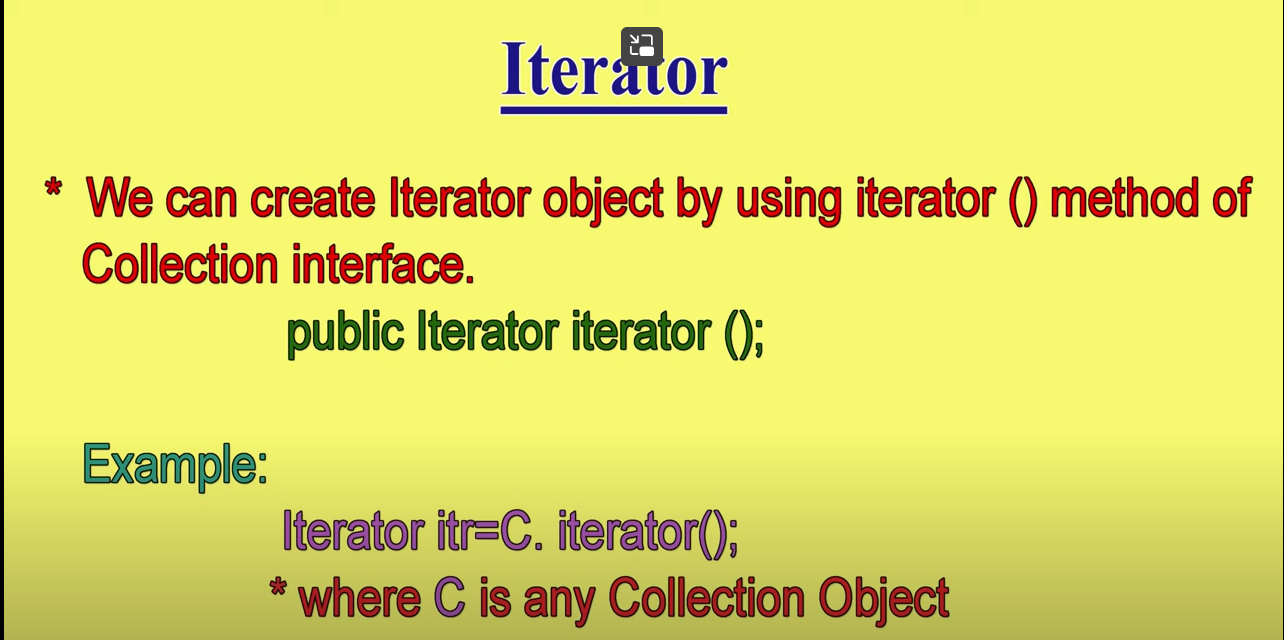 Iterator
* We can create Iterator object by using iterator () method of
Collection interface.
public Iterator iterator ();
Example:
Iterator itr=C. iterator();
* where C is any Collection Object